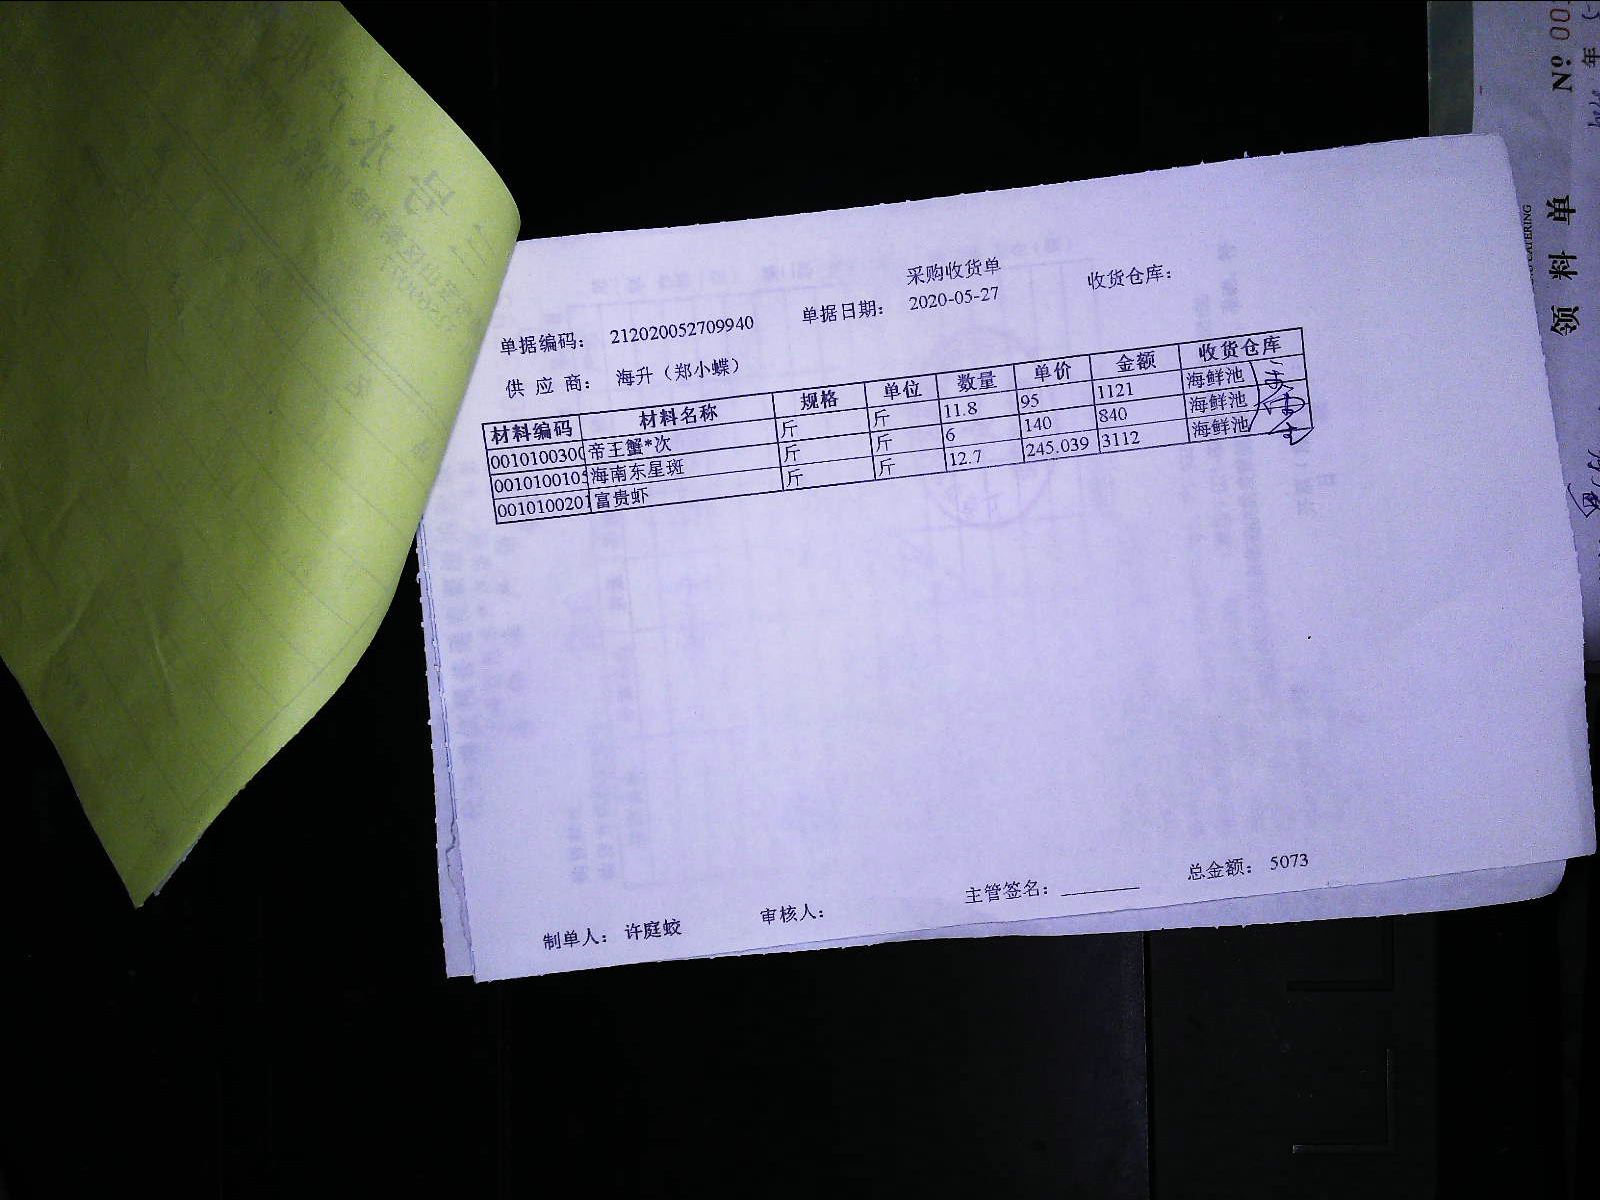 采购收货单
单据编码: 212020052709940 单据日期: 2020-05-27 收货仓库:
供 应 商: 海升（郑小蝶）
材料编码 材料名称 规格 单位 数量 单价 金额 收货仓库
0010100300 帝王蟹*次 斤 斤 11.8 95 1121 海鲜池
001010010 海南东星斑 斤 斤 6 140 840 海鲜池
001010020 富贵虾 斤 斤 12.7 245.039 3112 海鲜池
制单人: 许庭蛟 审核人: 主管签名: 总金额: 5073
领 料 单
№ 00
年